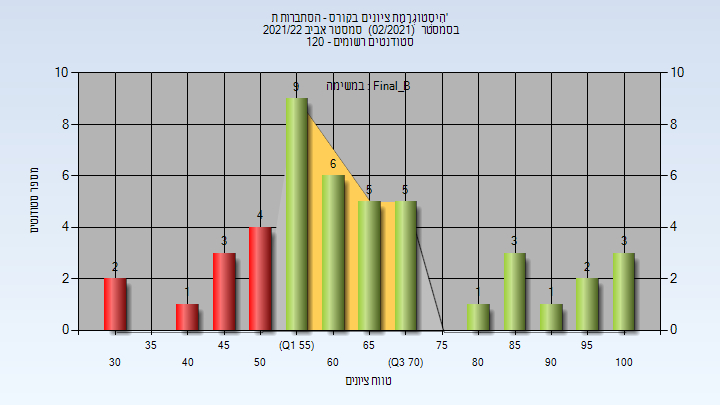 היסטוגרמת ציונים בקורס - הסתברות ת'
בסמסטר (02/2021) סמסטר אביב 2021/22
סטודנטים רשומים - 120
במשימה : Final_B
מספר סטודנטים
10 10
8 8
6 6
4 4
2 2
0 0
2 1 3 4 9 6 5 5 1 3 1 2 3
35 45 (Q1 55) 65 75 85 95
30 40 50 60 (Q3 70) 80 90 100
טווח ציונים